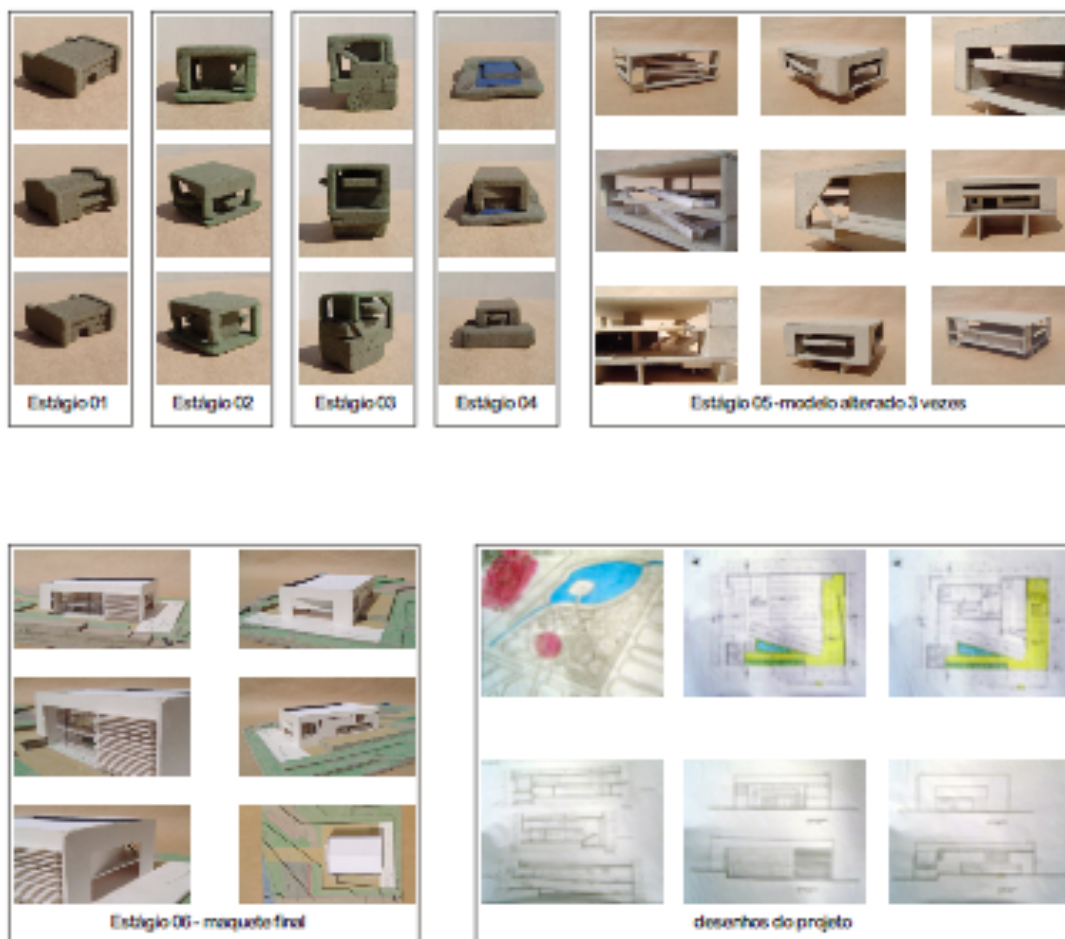 Estágio 01
Estágio 02
Estágio 03
Estágio 04
Estágio 05 -modelo alterado 3 vezes
Estágio 06 - maquete final
desenhos do projeto